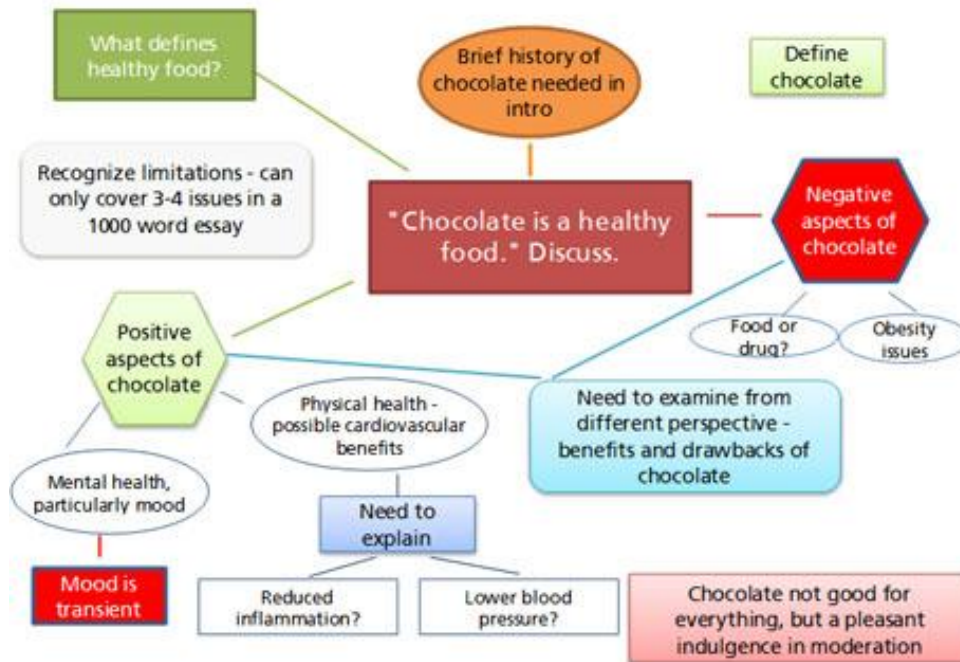 What defines
healthy food?
Brief history of
chocolate needed in
intro
Define
chocolate
Recognize limitations - can
only cover 3-4 issues in a
1000 word essay
"Chocolate is a healthy
food." Discuss.
Negative
aspects of
chocolate
Positive
aspects of
chocolate
Food or
drug?
Obesity
issues
Physical health -
possible cardiovascular
benefits
Need to examine from
different perspective -
benefits and drawbacks of
chocolate
Mental health,
particularly mood
Need to
explain
Mood is
transient
Reduced
inflammation?
Lower blood
pressure?
Chocolate not good for
everything, but a pleasant
indulgence in moderation